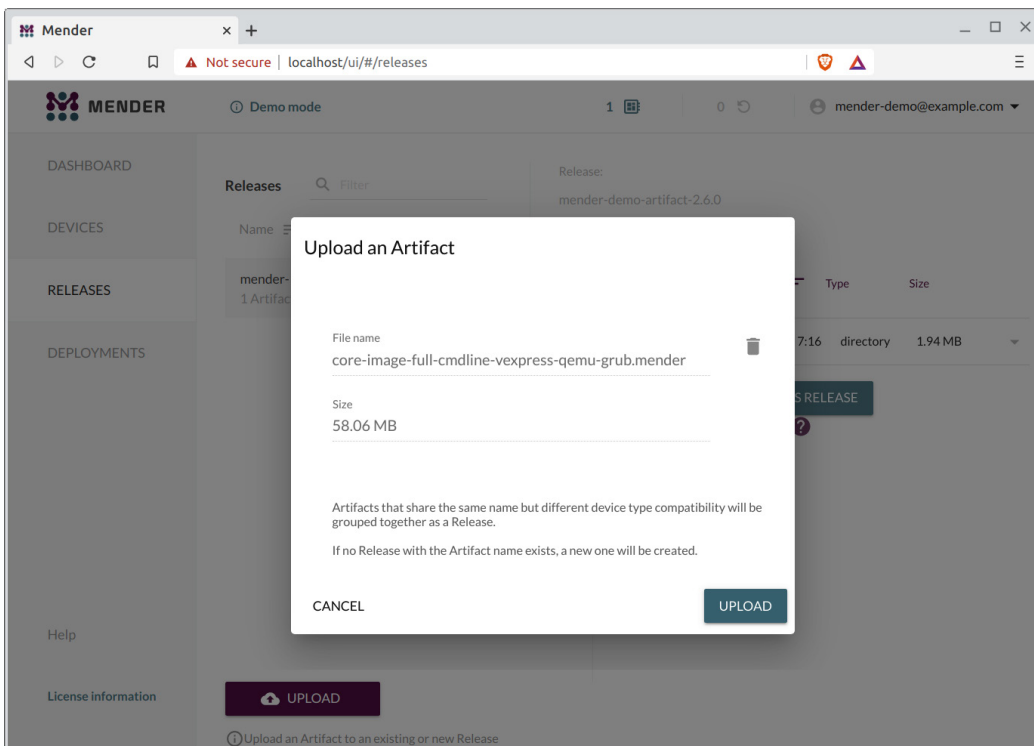 Mender
Not secure | localhost/ui/#/releases
MENDER
Demo mode
1
0
mender-demo@example.com
DASHBOARD
DEVICES
RELEASES
DEPLOYMENTS
Help
License information
Releases
Filter
Release:
mender-demo-artifact-2.6.0
Name
mender-
1 Artifac
Type
Size
7:16
directory
1.94 MB
S RELEASE
Upload an Artifact
File name
core-image-full-cmdline-vexpress-qemu-grub.mender
Size
58.06 MB
Artifacts that share the same name but different device type compatibility will be
grouped together as a Release.
If no Release with the Artifact name exists, a new one will be created.
CANCEL
UPLOAD
UPLOAD
Upload an Artifact to an existing or new Release